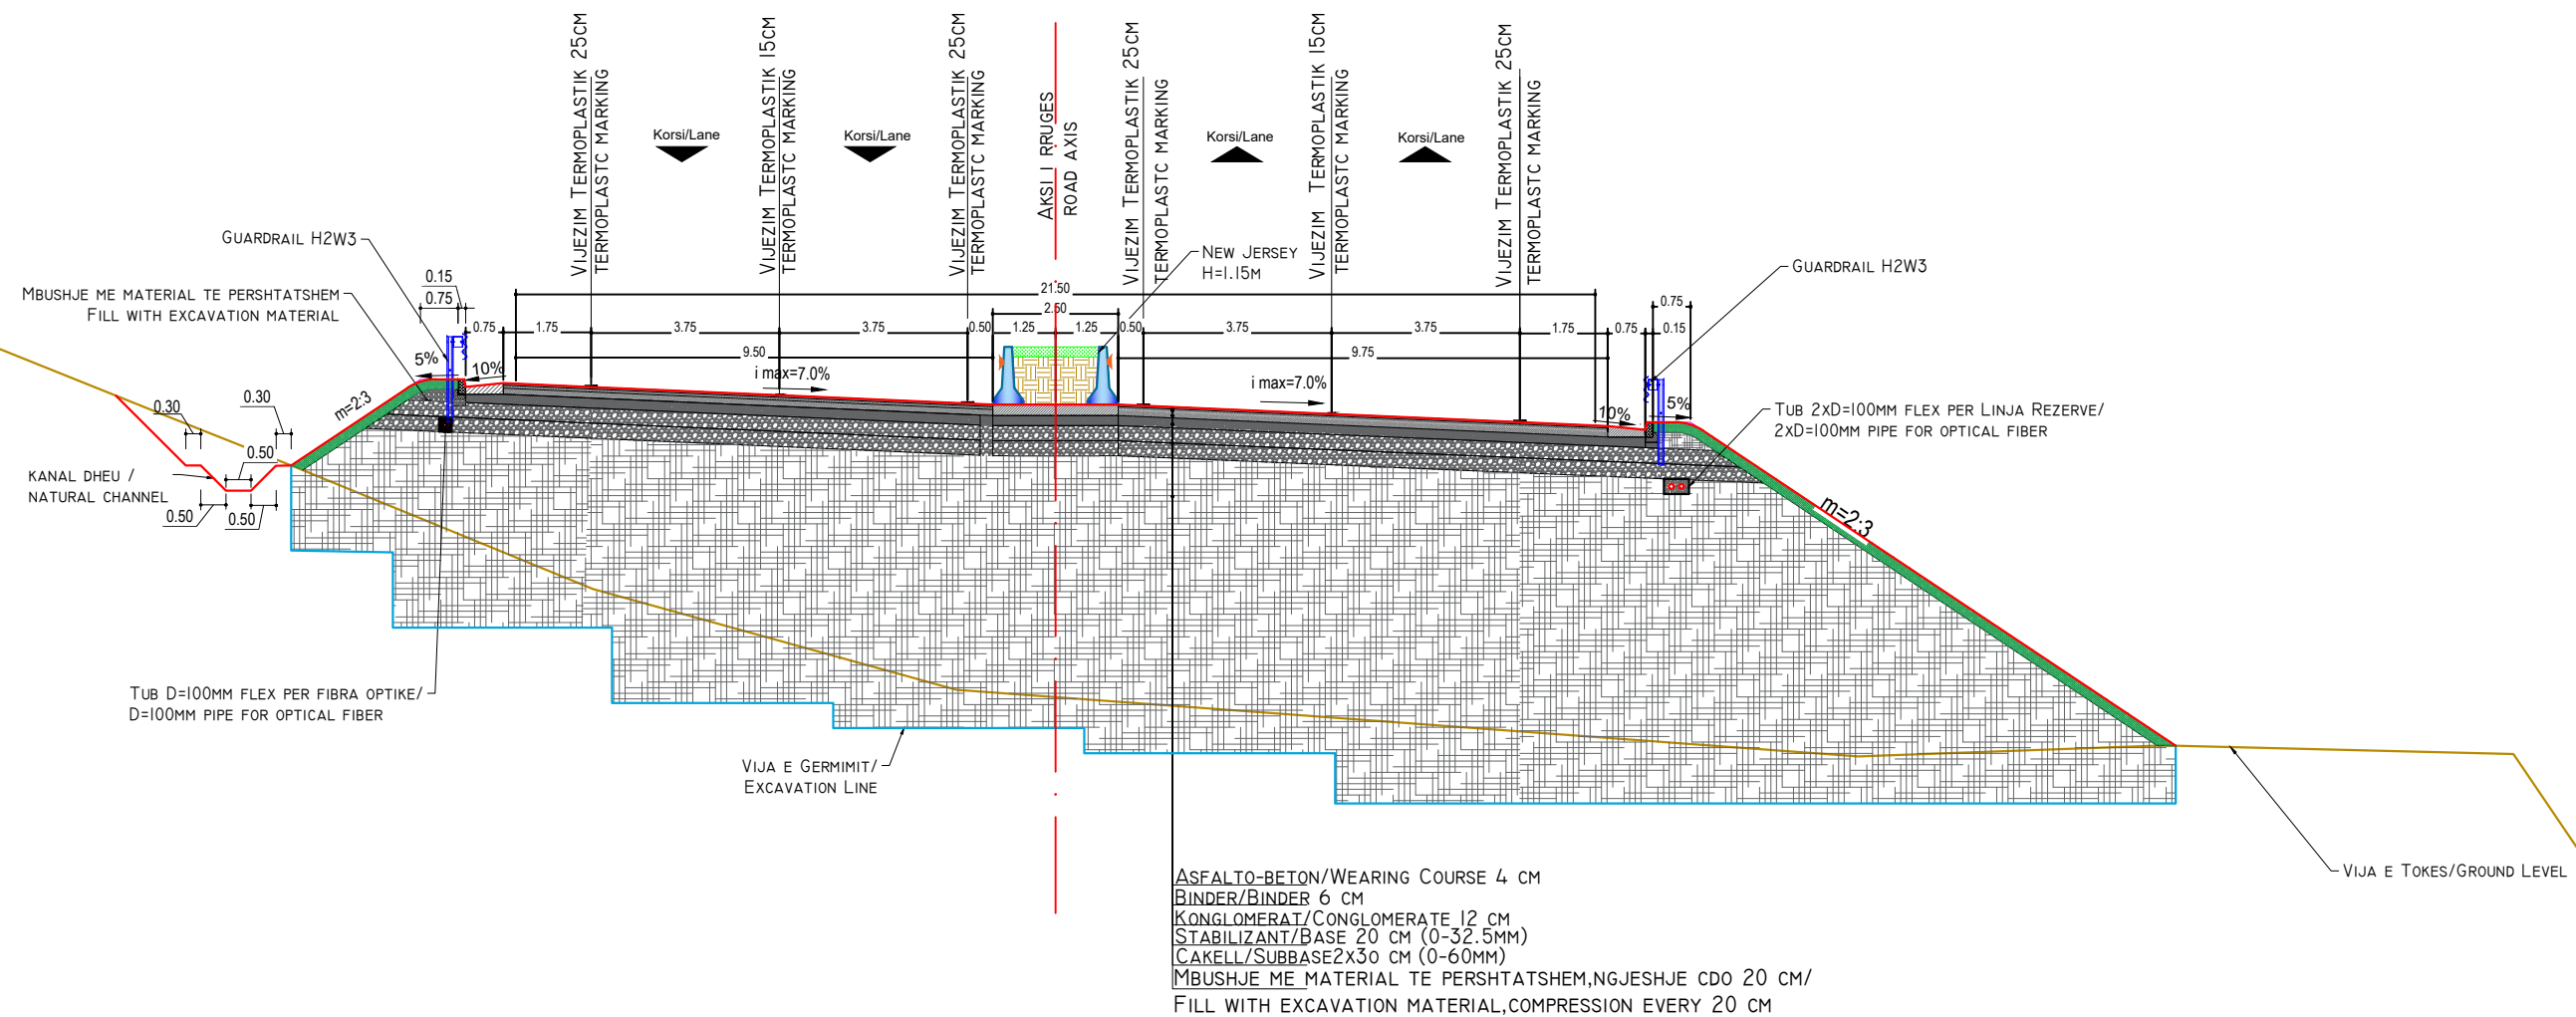 VIJEZIM TERMOPLASTIK 25CM
TERMOPLASTC MARKING
VIJEZIM TERMOPLASTIK 15CM
TERMOPLASTC MARKING
VIJEZIM TERMOPLASTIK 25CM
TERMOPLASTC MARKING
AKSI I RRUGES
ROAD AXIS
VIJEZIM TERMOPLASTIK 25CM
TERMOPLASTC MARKING
VIJEZIM TERMOPLASTIK 15CM
TERMOPLASTC MARKING
VIJEZIM TERMOPLASTIK 25CM
TERMOPLASTC MARKING
Korsi/Lane
Korsi/Lane
Korsi/Lane
Korsi/Lane
GUARDRAIL H2W3
NEW JERSEY
H=1.15M
GUARDRAIL H2W3
MBUSHJE ME MATERIAL TE PERSHTATSHEM
FILL WITH EXCAVATION MATERIAL
0.15
0.75
21.50
2.50
0.75
0.75 1.75 3.75 3.75 0.50 1.25 1.25 0.50 3.75 3.75 1.75 0.75 0.15
9.50
9.75
5%
10%
i max=7.0%
i max=7.0%
10%
5%
m=2:3
0.30
0.30
0.50
0.50
0.50
KANAL DHEU /
NATURAL CHANNEL
TUB 2XD=100MM FLEX PER LINJA REZERVE/
2XD=100MM PIPE FOR OPTICAL FIBER
m=2:3
TUB D=100MM FLEX PER FIBRA OPTIKE/
D=100MM PIPE FOR OPTICAL FIBER
VIJA E GERMIMIT/
EXCAVATION LINE
VIJA E TOKES/GROUND LEVEL
ASFALTO-BETON/WEARING COURSE 4 CM
BINDER/BINDER 6 CM
KONGLOMERAT/CONGLOMERATE 12 CM
STABILIZANT/BASE 20 CM (0-32.5MM)
CAKELL/SUBBASE2X30 CM (0-60MM)
MBUSHJE ME MATERIAL TE PERSHTATSHEM,NGJESHJE CDO 20 CM/
FILL WITH EXCAVATION MATERIAL,COMPRESSION EVERY 20 CM